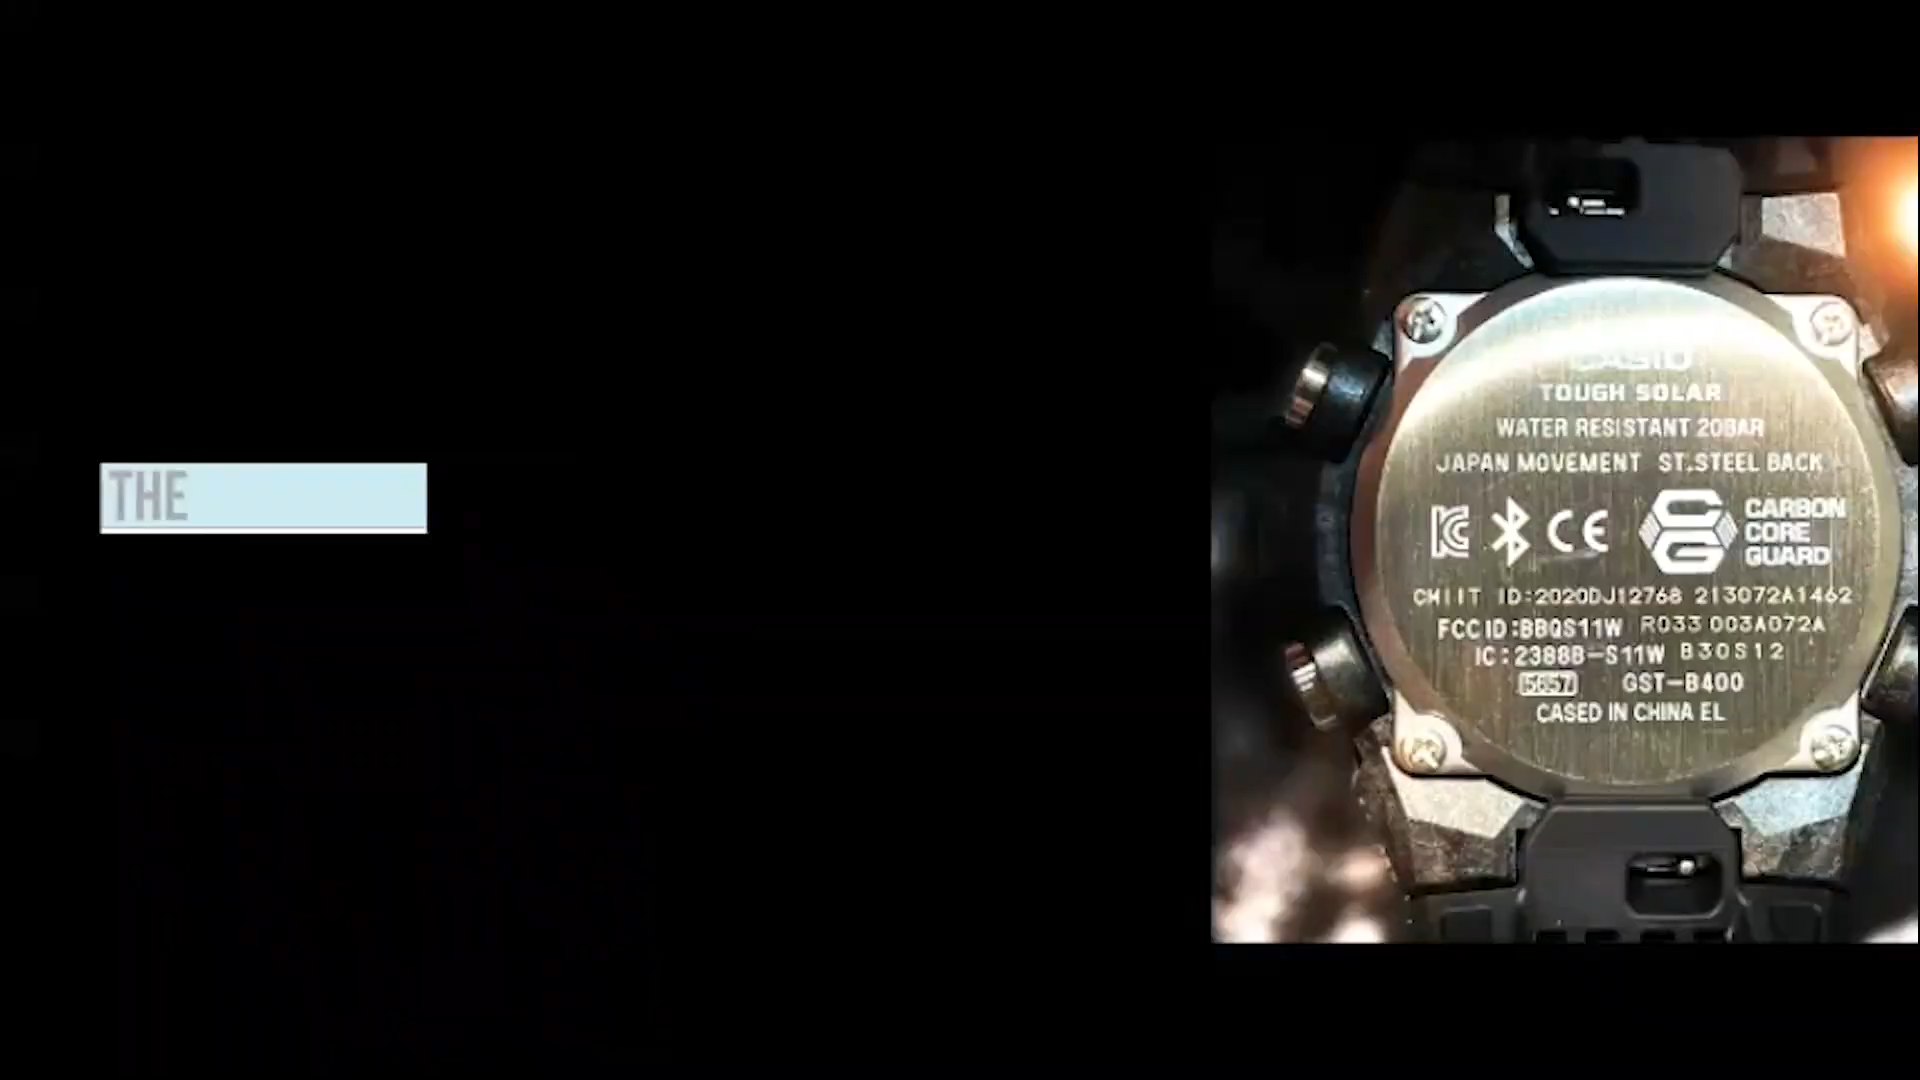 THE
CASIO
TOUGH SOLAR
WATER RESISTANT 20BAR
JAPAN MOVEMENT ST.STEEL BACK
CE CARBON
CORE
GUARD
CMIIT ID:2020DJ12768 213072A1462
FCC ID:BBQS11W R033 003A072A
IC:2388B-S11W B30S12
5657 GST-B400
CASED IN CHINA EL